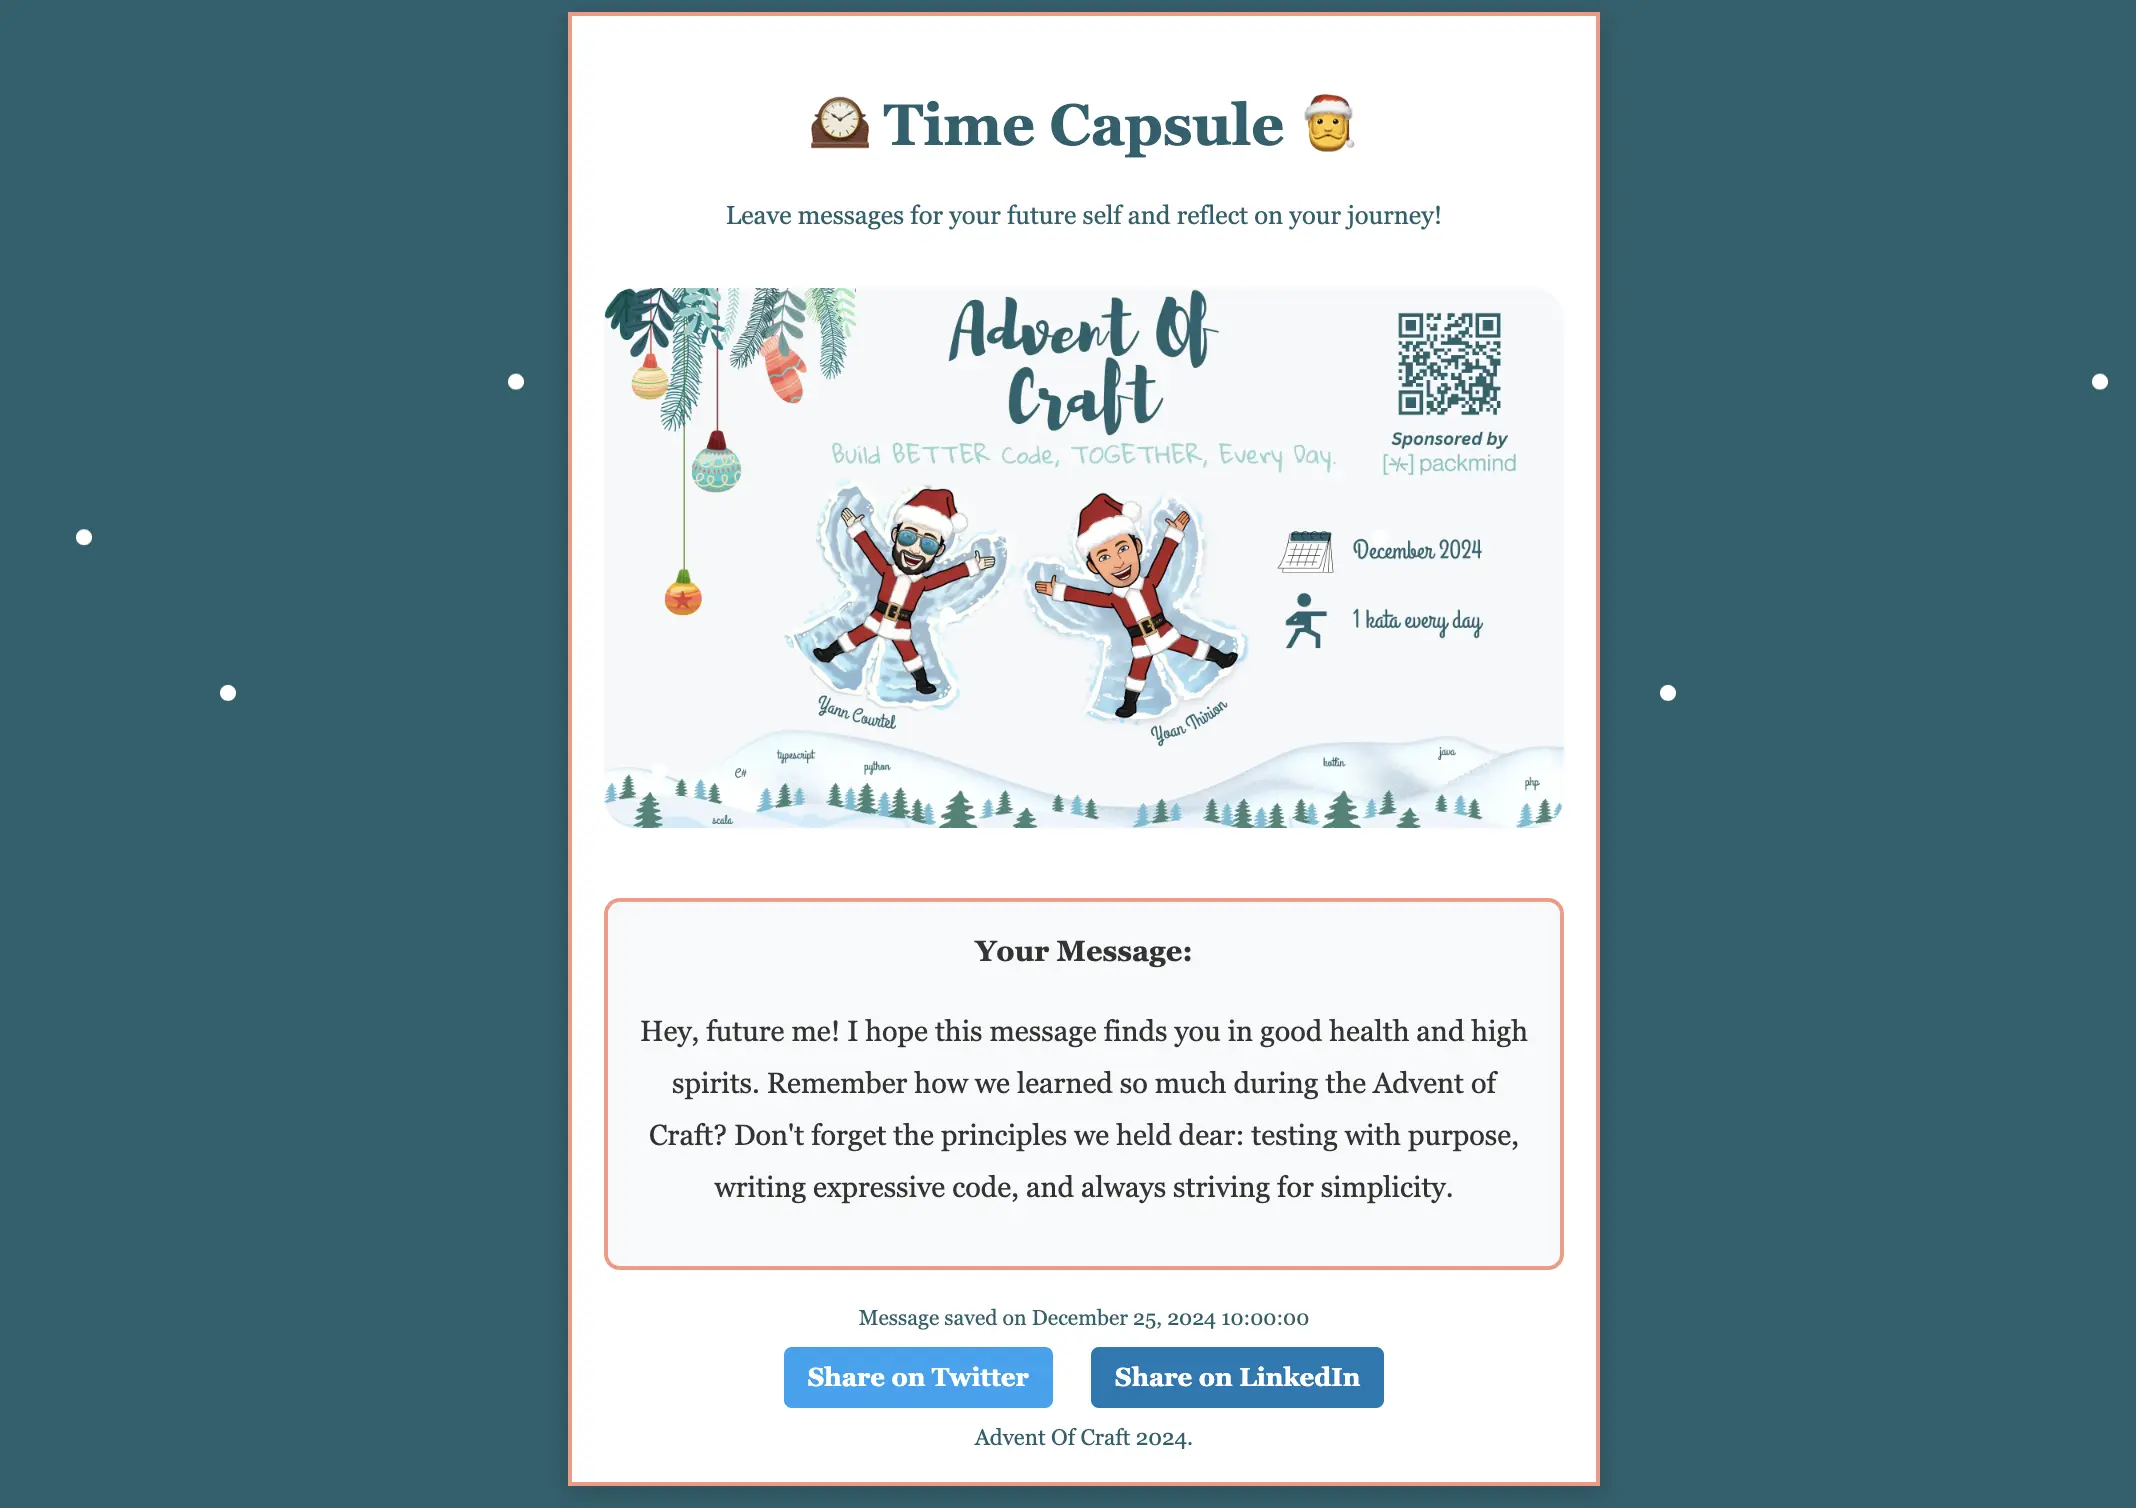 Time Capsule
Leave messages for your future self and reflect on your journey!
Advent Of
Craft
Build BETTER Code, TOGETHER, Every Day.
Sponsored by
[⚹] packmind
December 2024
1 kata every day
Yann Courtel
Yoan Thirion
typescript
C#
python
scala
kotlin
java
php
Your Message:
Hey, future me! I hope this message finds you in good health and high
spirits. Remember how we learned so much during the Advent of
Craft? Don't forget the principles we held dear: testing with purpose,
writing expressive code, and always striving for simplicity.
Message saved on December 25, 2024 10:00:00
Share on Twitter
Share on LinkedIn
Advent Of Craft 2024.